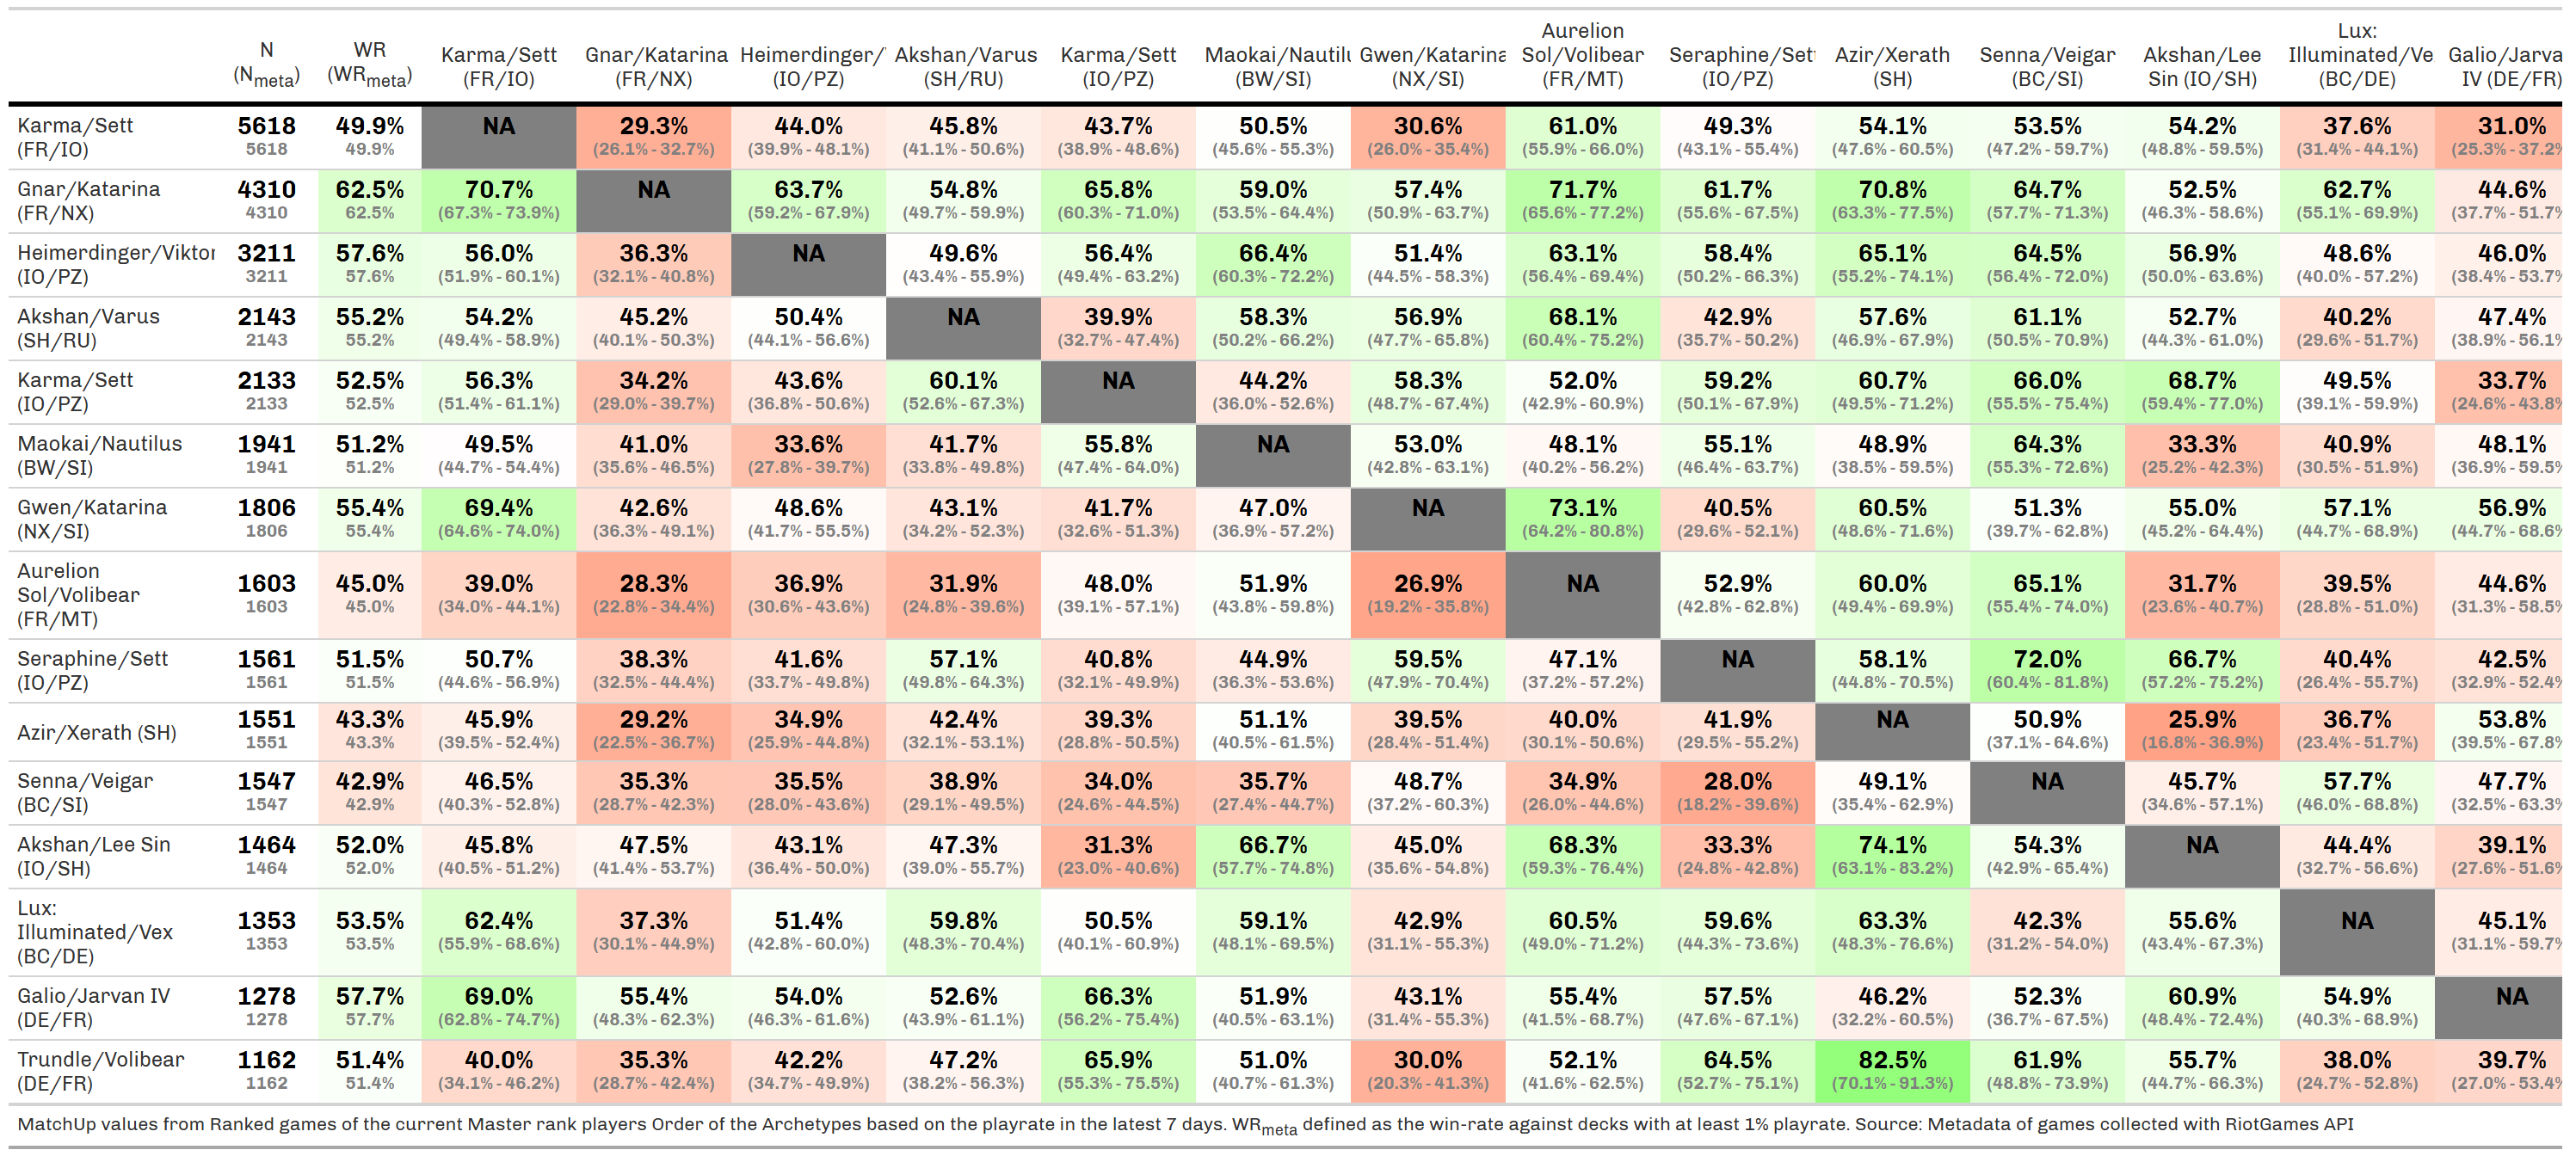 N (Nmeta) WR (WRmeta) Karma/Sett (FR/IO) Gnar/Katarina (FR/NX) Heimerdinger/ (IO/PZ) Akshan/Varus (SH/RU) Karma/Sett (IO/PZ) Maokai/Nautilu (BW/SI) Gwen/Katarina (NX/SI) Aurelion Sol/Volibear (FR/MT) Seraphine/Set (IO/PZ) Azir/Xerath (SH) Senna/Veigar (BC/SI) Akshan/Lee Sin (IO/SH) Lux: Illuminated/Ve (BC/DE) Galio/Jarva IV (DE/FR)
Karma/Sett 5618 49.9% NA 29.3% 44.0% 45.8% 43.7% 50.5% 30.6% 61.0% 49.3% 54.1% 53.5% 54.2% 37.6% 31.0%
(FR/IO) 5618 49.9% (26.1% - 32.7%) (39.9% - 48.1%) (41.1% - 50.6%) (38.9% - 48.6%) (45.6% - 55.3%) (26.0% - 35.4%) (55.9% - 66.0%) (43.1% - 55.4%) (47.6% - 60.5%) (47.2% - 59.7%) (48.8% - 59.5%) (31.4% - 44.1%) (25.3% - 37.2%
Gnar/Katarina 4310 62.5% 70.7% NA 63.7% 54.8% 65.8% 59.0% 57.4% 71.7% 61.7% 70.8% 64.7% 52.5% 62.7% 44.6%
(FR/NX) 4310 62.5% (67.3% - 73.9%) (59.2% - 67.9%) (49.7% - 59.9%) (60.3% - 71.0%) (53.5% - 64.4%) (50.9% - 63.7%) (65.6% - 77.2%) (55.6% - 67.5%) (63.3% - 77.5%) (57.7% - 71.3%) (46.3% - 58.6%) (55.1% - 69.9%) (37.7% - 51.7%
Heimerdinger/Viktor 3211 57.6% 56.0% 36.3% NA 49.6% 56.4% 66.4% 51.4% 63.1% 58.4% 65.1% 64.5% 56.9% 48.6% 46.0%
(IO/PZ) 3211 57.6% (51.9% - 60.1%) (32.1% - 40.8%) (43.4% - 55.9%) (49.4% - 63.2%) (60.3% - 72.2%) (44.5% - 58.3%) (56.4% - 69.4%) (50.2% - 66.3%) (55.2% - 74.1%) (56.4% - 72.0%) (50.0% - 63.6%) (40.0% - 57.2%) (38.4% - 53.7%
Akshan/Varus 2143 55.2% 54.2% 45.2% 50.4% NA 39.9% 58.3% 56.9% 68.1% 42.9% 57.6% 61.1% 52.7% 40.2% 47.4%
(SH/RU) 2143 55.2% (49.4% - 58.9%) (40.1% - 50.3%) (44.1% - 56.6%) (32.7% - 47.4%) (50.2% - 66.2%) (47.7% - 65.8%) (60.4% - 75.2%) (35.7% - 50.2%) (46.9% - 67.9%) (50.5% - 70.9%) (44.3% - 61.0%) (29.6% - 51.7%) (38.9% - 56.1%
Karma/Sett 2133 52.5% 56.3% 34.2% 43.6% 60.1% NA 44.2% 58.3% 52.0% 59.2% 60.7% 66.0% 68.7% 49.5% 33.7%
(IO/PZ) 2133 52.5% (51.4% - 61.1%) (29.0% - 39.7%) (36.8% - 50.6%) (52.6% - 67.3%) (36.0% - 52.6%) (48.7% - 67.4%) (42.9% - 60.9%) (50.1% - 67.9%) (49.5% - 71.2%) (55.5% - 75.4%) (59.4% - 77.0%) (39.1% - 59.9%) (24.6% - 43.8%
Maokai/Nautilus 1941 51.2% 49.5% 41.0% 33.6% 41.7% 55.8% NA 53.0% 48.1% 55.1% 48.9% 64.3% 33.3% 40.9% 48.1%
(BW/SI) 1941 51.2% (44.7% - 54.4%) (35.6% - 46.5%) (27.8% - 39.7%) (33.8% - 49.8%) (47.4% - 64.0%) (42.8% - 63.1%) (40.2% - 56.2%) (46.4% - 63.7%) (38.5% - 59.5%) (55.3% - 72.6%) (25.2% - 42.3%) (30.5% - 51.9%) (36.9% - 59.5%
Gwen/Katarina 1806 55.4% 69.4% 42.6% 48.6% 43.1% 41.7% 47.0% NA 73.1% 40.5% 60.5% 51.3% 55.0% 57.1% 56.9%
(NX/SI) 1806 55.4% (64.6% - 74.0%) (36.3% - 49.1%) (41.7% - 55.5%) (34.2% - 52.3%) (32.6% - 51.3%) (36.9% - 57.2%) (64.2% - 80.8%) (29.6% - 52.1%) (48.6% - 71.6%) (39.7% - 62.8%) (45.2% - 64.4%) (44.7% - 68.9%) (44.7% - 68.6%
Aurelion
Sol/Volibear 1603 45.0% 39.0% 28.3% 36.9% 31.9% 48.0% 51.9% 26.9% NA 52.9% 60.0% 65.1% 31.7% 39.5% 44.6%
(FR/MT) 1603 45.0% (34.0% - 44.1%) (22.8% - 34.4%) (30.6% - 43.6%) (24.8% - 39.6%) (39.1% - 57.1%) (43.8% - 59.8%) (19.2% - 35.8%) (42.8% - 62.8%) (49.4% - 69.9%) (55.4% - 74.0%) (23.6% - 40.7%) (28.8% - 51.0%) (31.3% - 58.5%
Seraphine/Sett 1561 51.5% 50.7% 38.3% 41.6% 57.1% 40.8% 44.9% 59.5% 47.1% NA 58.1% 72.0% 66.7% 40.4% 42.5%
(IO/PZ) 1561 51.5% (44.6% - 56.9%) (32.5% - 44.4%) (33.7% - 49.8%) (49.8% - 64.3%) (32.1% - 49.9%) (36.3% - 53.6%) (47.9% - 70.4%) (37.2% - 57.2%) (44.8% - 70.5%) (60.4% - 81.8%) (57.2% - 75.2%) (26.4% - 55.7%) (32.9% - 52.4%
Azir/Xerath (SH) 1551 43.3% 45.9% 29.2% 34.9% 42.4% 39.3% 51.1% 39.5% 40.0% 41.9% NA 50.9% 25.9% 36.7% 53.8%
1551 43.3% (39.5% - 52.4%) (22.5% - 36.7%) (25.9% - 44.8%) (32.1% - 53.1%) (28.8% - 50.5%) (40.5% - 61.5%) (28.4% - 51.4%) (30.1% - 50.6%) (29.5% - 55.2%) (37.1% - 64.6%) (16.8% - 36.9%) (23.4% - 51.7%) (39.5% - 67.8%
Senna/Veigar 1547 42.9% 46.5% 35.3% 35.5% 38.9% 34.0% 35.7% 48.7% 34.9% 28.0% 49.1% NA 45.7% 57.7% 47.7%
(BC/SI) 1547 42.9% (40.3% - 52.8%) (28.7% - 42.3%) (28.0% - 43.6%) (29.1% - 49.5%) (24.6% - 44.5%) (27.4% - 44.7%) (37.2% - 60.3%) (26.0% - 44.6%) (18.2% - 39.6%) (35.4% - 62.9%) (34.6% - 57.1%) (46.0% - 68.8%) (32.5% - 63.3%
Akshan/Lee Sin 1464 52.0% 45.8% 47.5% 43.1% 47.3% 31.3% 66.7% 45.0% 68.3% 33.3% 74.1% 54.3% NA 44.4% 39.1%
(IO/SH) 1464 52.0% (40.5% - 51.2%) (41.4% - 53.7%) (36.4% - 50.0%) (39.0% - 55.7%) (23.0% - 40.6%) (57.7% - 74.8%) (35.6% - 54.8%) (59.3% - 76.4%) (24.8% - 42.8%) (63.1% - 83.2%) (42.9% - 65.4%) (32.7% - 56.6%) (27.6% - 51.6%
Lux:
Illuminated/Vex 1353 53.5% 62.4% 37.3% 51.4% 59.8% 50.5% 59.1% 42.9% 60.5% 59.6% 63.3% 42.3% 55.6% NA 45.1%
(BC/DE) 1353 53.5% (55.9% - 68.6%) (30.1% - 44.9%) (42.8% - 60.0%) (48.3% - 70.4%) (40.1% - 60.9%) (48.1% - 69.5%) (31.1% - 55.3%) (49.0% - 71.2%) (44.3% - 73.6%) (48.3% - 76.6%) (31.2% - 54.0%) (43.4% - 67.3%) (31.1% - 59.7%
Galio/Jarvan IV 1278 57.7% 69.0% 55.4% 54.0% 52.6% 66.3% 51.9% 43.1% 55.4% 57.5% 46.2% 52.3% 60.9% 54.9% NA
(DE/FR) 1278 57.7% (62.8% - 74.7%) (48.3% - 62.3%) (46.3% - 61.6%) (43.9% - 61.1%) (56.2% - 75.4%) (40.5% - 63.1%) (31.4% - 55.3%) (41.5% - 68.7%) (47.6% - 67.1%) (32.2% - 60.5%) (36.7% - 67.5%) (48.4% - 72.4%) (40.3% - 68.9%)
Trundle/Volibear 1162 51.4% 40.0% 35.3% 42.2% 47.2% 65.9% 51.0% 30.0% 52.1% 64.5% 82.5% 61.9% 55.7% 38.0% 39.7%
(DE/FR) 1162 51.4% (34.1% - 46.2%) (28.7% - 42.4%) (34.7% - 49.9%) (38.2% - 56.3%) (55.3% - 75.5%) (40.7% - 61.3%) (20.3% - 41.3%) (41.6% - 62.5%) (52.7% - 75.1%) (70.1% - 91.3%) (48.8% - 73.9%) (44.7% - 66.3%) (24.7% - 52.8%) (27.0% - 53.4%
MatchUp values from Ranked games of the current Master rank players Order of the Archetypes based on the playrate in the latest 7 days. WRmeta defined as the win-rate against decks with at least 1% playrate. Source: Metadata of games collected with RiotGames API